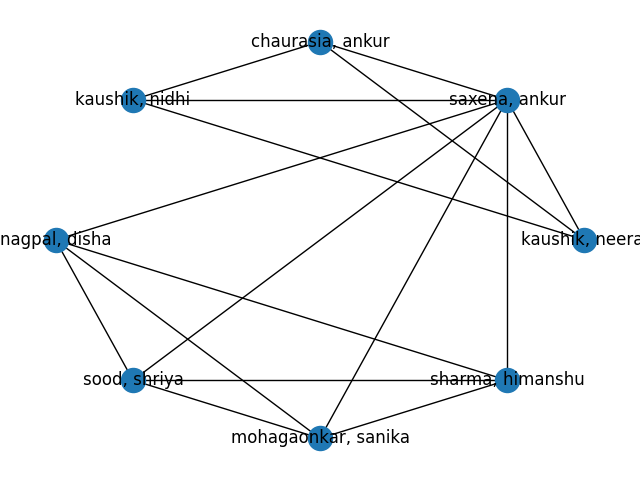 chaurasia, ankur
kaushik, nidhi
saxena, ankur
nagpal, disha
kaushik, neera
sood, shriya
sharma, himanshu
mohagaonkar, sanika